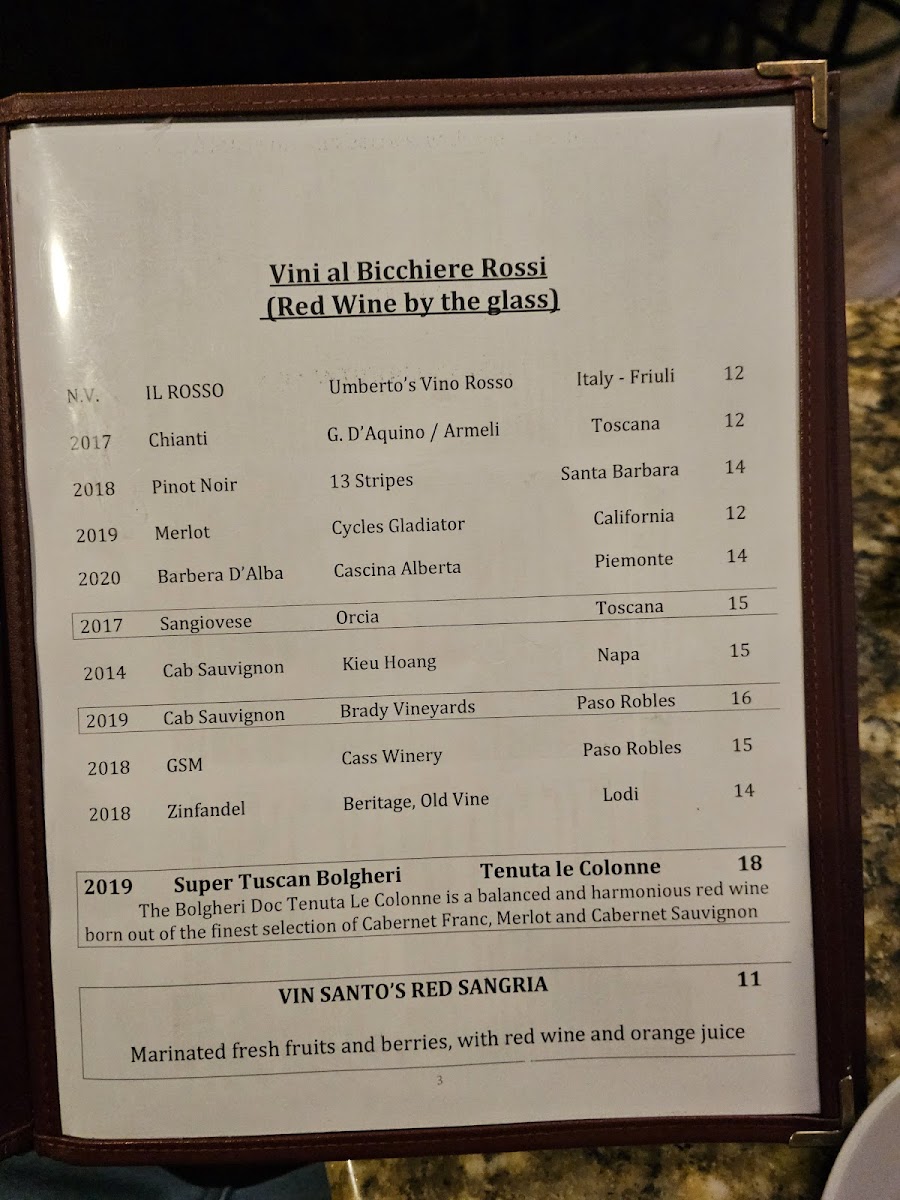 Vini al Bicchiere Rossi
(Red Wine by the glass)
N.V. IL ROSSO Umberto's Vino Rosso Italy - Friuli 12
2017 Chianti G. D'Aquino / Armeli Toscana 12
2018 Pinot Noir 13 Stripes Santa Barbara 14
2019 Merlot Cycles Gladiator California 12
2020 Barbera D'Alba Cascina Alberta Piemonte 14
2017 Sangiovese Orcia Toscana 15
2014 Cab Sauvignon Kieu Hoang Napa 15
2019 Cab Sauvignon Brady Vineyards Paso Robles 16
2018 GSM Cass Winery Paso Robles 15
2018 Zinfandel Beritage, Old Vine Lodi 14
2019 Super Tuscan Bolgheri Tenuta le Colonne 18
The Bolgheri Doc Tenuta Le Colonne is a balanced and harmonious red wine
born out of the finest selection of Cabernet Franc, Merlot and Cabernet Sauvignon
VIN SANTO'S RED SANGRIA 11
Marinated fresh fruits and berries, with red wine and orange juice
3